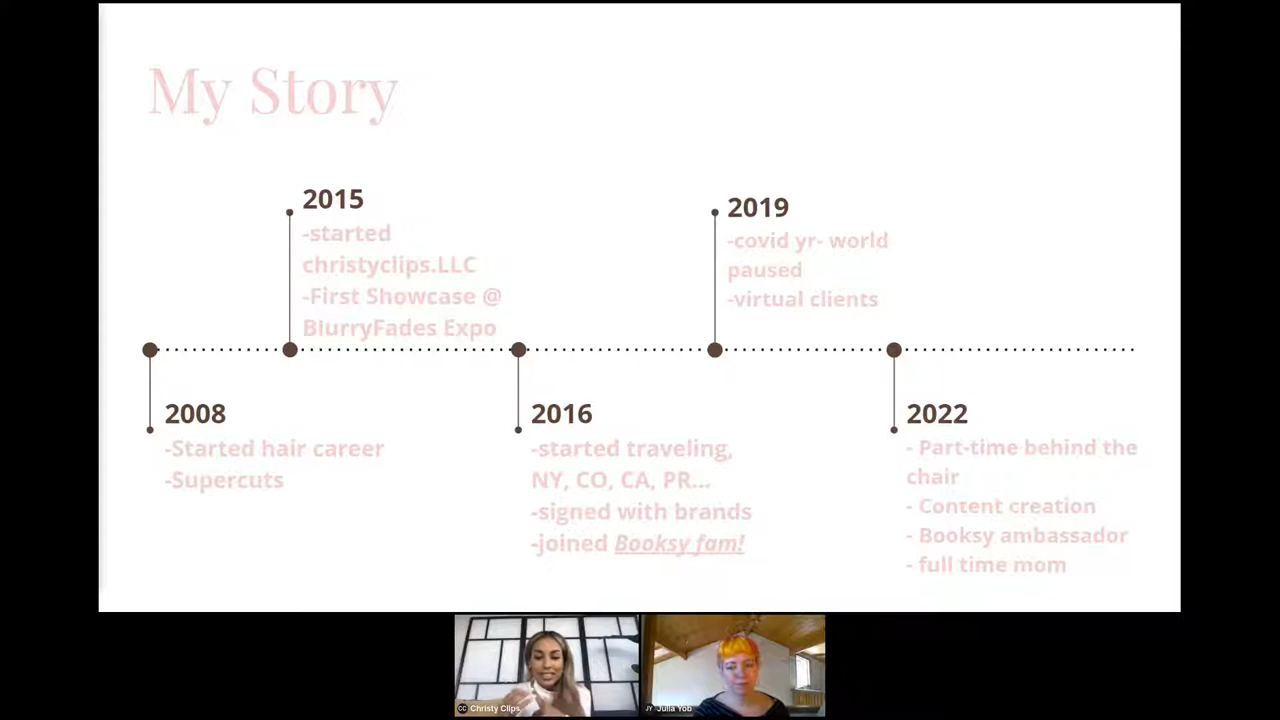 My Story
2015
-started
christyclips.LLC
-First Showcase @
BlurryFades Expo
2019
-covid yr- world
paused
-virtual clients
2008
-Started hair career
-Supercuts
2016
-started traveling,
NY, CO, CA, PR...
-signed with brands
-joined Booksy fam!
2022
- Part-time behind the
chair
- Content creation
- Booksy ambassador
- full time mom
CC Christy Clips
JY Julia Yob